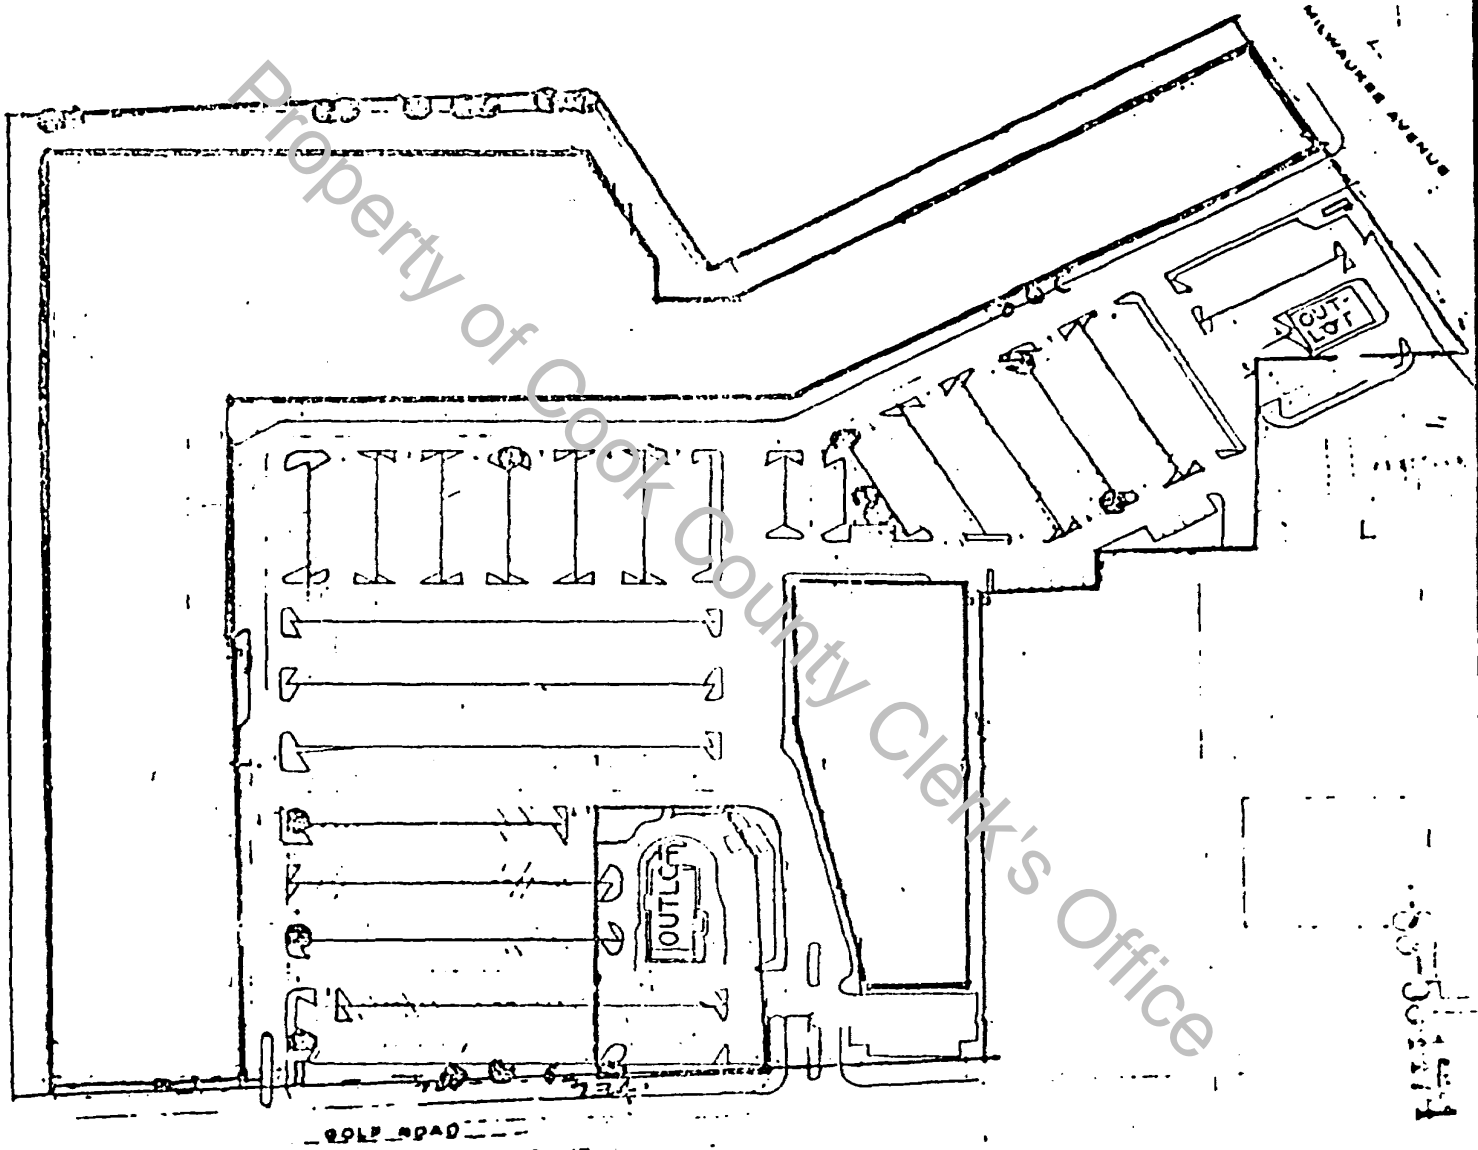 MILWAUKEE AVENUE
Property of Cook County Clerk's Office
OUT-
LOT
OUTLOT
GOLF ROAD